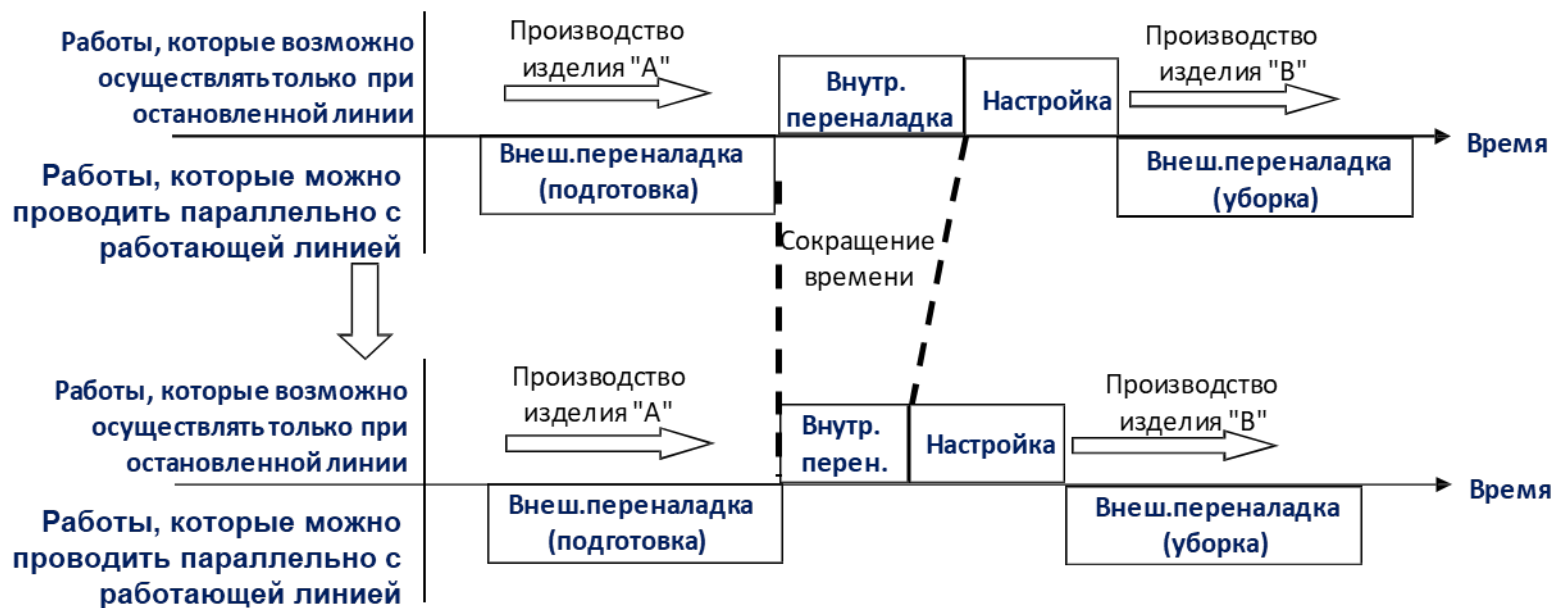 Работы, которые возможно
осуществлять только при
остановленной линии
Производство
изделия "А"
Внутр.
переналадка
Настройка
Производство
изделия "В"
Время
Работы, которые можно
проводить параллельно с
работающей линией
Внеш.переналадка
(подготовка)
Внеш.переналадка
(уборка)
Сокращение
времени
Работы, которые возможно
осуществлять только при
остановленной линии
Производство
изделия "А"
Внутр.
перен.
Настройка
Производство
изделия "В"
Время
Работы, которые можно
проводить параллельно с
работающей линией
Внеш.переналадка
(подготовка)
Внеш.переналадка
(уборка)